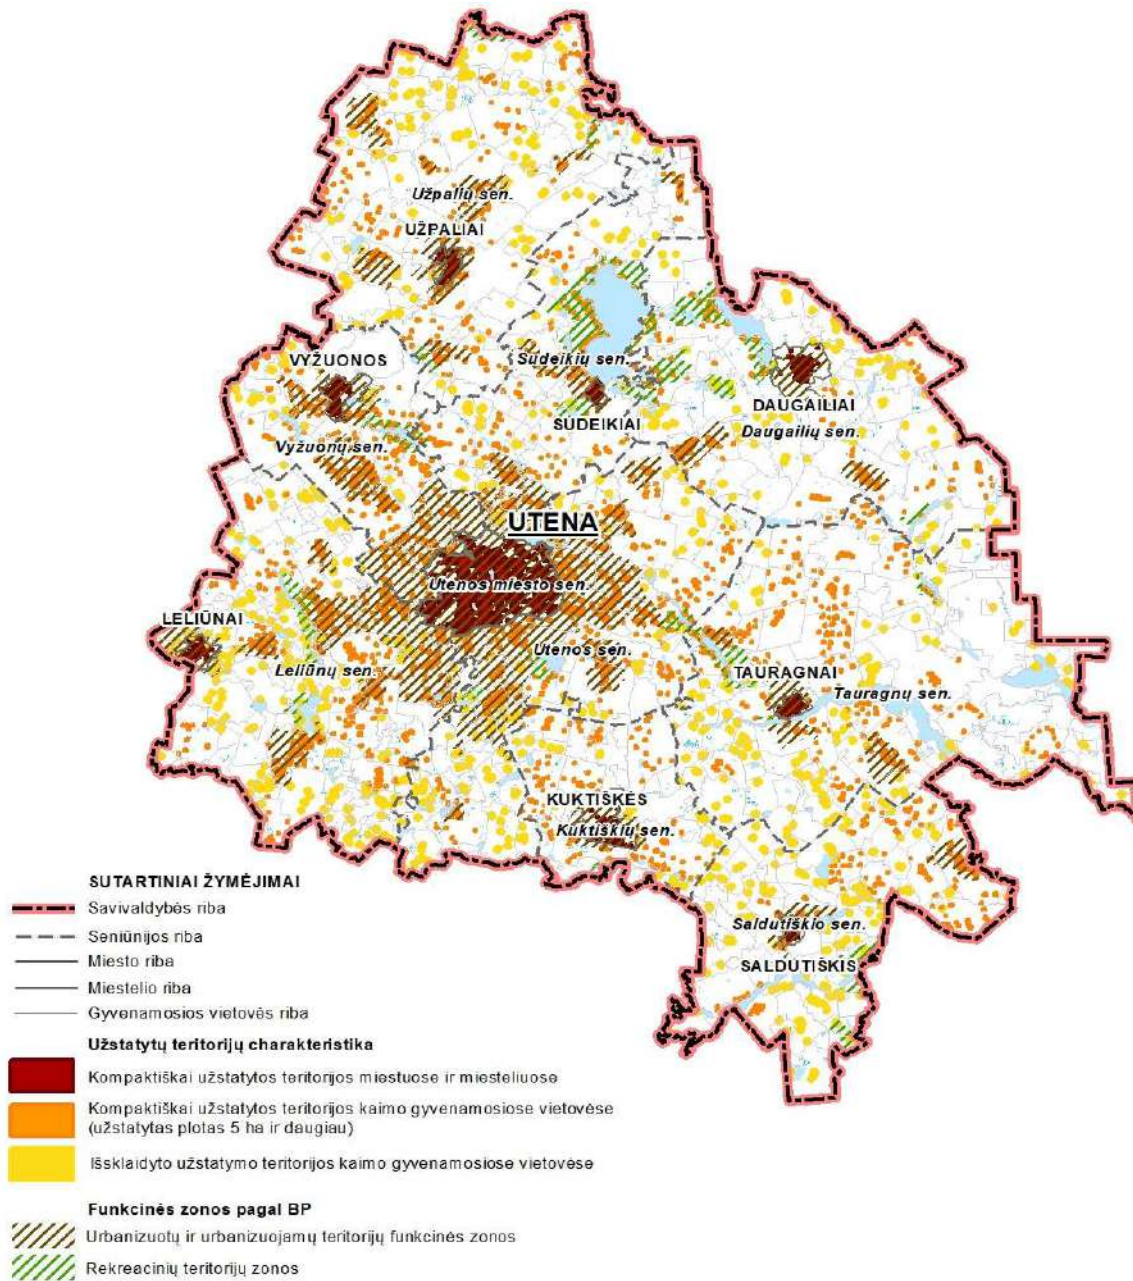 Užpalių sen.
UŽPALIAI
VYŽUONOS
Sudeikių sen.
SUDEIKIAI
DAUGAILIAI
Daugailių sen.
Vyžuonų sen.
UTENA
Utenos miesto sen.
LELIŪNAI
Leliūnų sen.
Utenos sen.
TAURAGNAI
Tauragnų sen.
KUKTIŠKĖS
Kuktiškių sen.
Saldutiškio sen.
SALDUTIŠKIS
SUTARTINIAI ŽYMĖJIMAI
Savivaldybės riba
Seniūnijos riba
Miesto riba
Miestelio riba
Gyvenamosios vietovės riba
Užstatytų teritorijų charakteristika
Kompaktiškai užstatytos teritorijos miestuose ir miesteliuose
Kompaktiškai užstatytos teritorijos kaimo gyvenamosiose vietovėse
(užstatytas plotas 5 ha ir daugiau)
Išsklaidyto užstatymo teritorijos kaimo gyvenamosiose vietovėse
Funkcinės zonos pagal BP
Urbanizuotų ir urbanizuojamų teritorijų funkcinės zonos
Rekreacinių teritorijų zonos